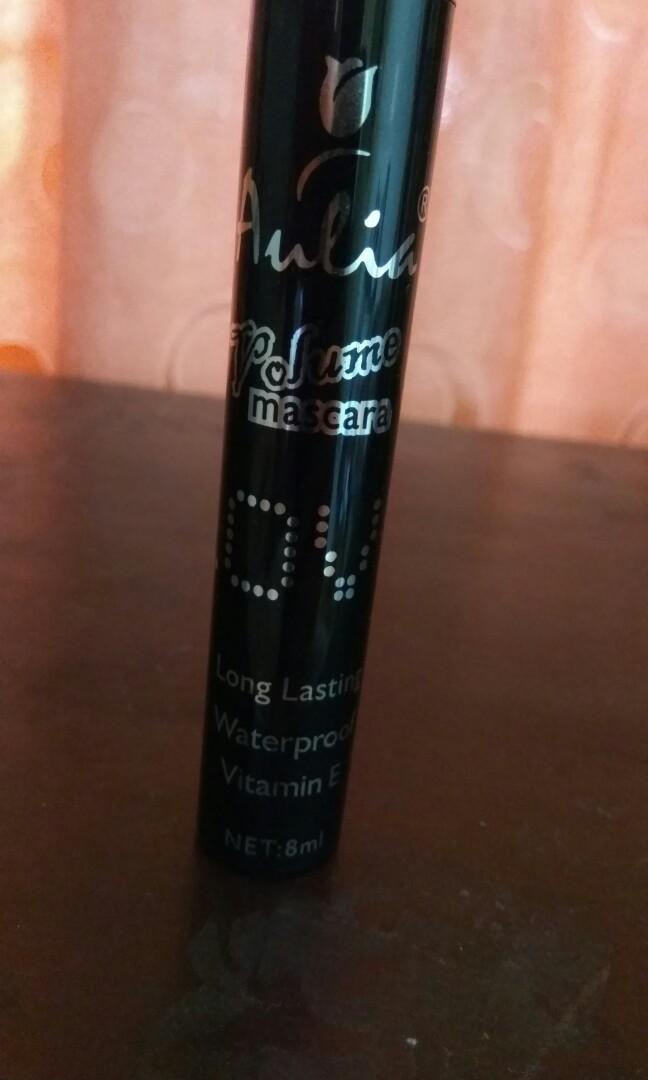 Aulia®
Volume
mascara
Long Lasting
Waterproof
Vitamin E
NET:8ml